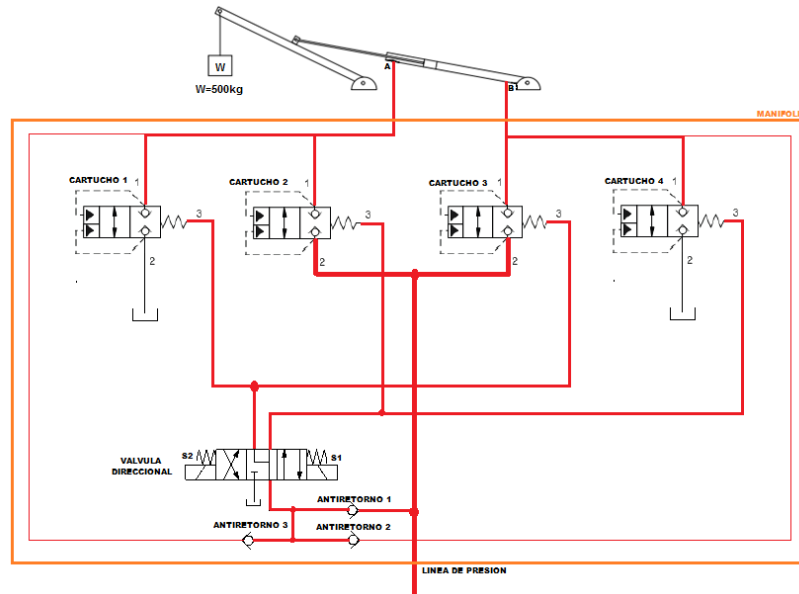 A
B
W
W=500kg
MANIFOLD
CARTUCHO 1
1
CARTUCHO 2
1
CARTUCHO 3
1
CARTUCHO 4
1
3
3
3
3
2
2
2
2
S2
S1
VALVULA
DIRECCIONAL
ANTIRETORNO 1
ANTIRETORNO 3
ANTIRETORNO 2
LINEA DE PRESION